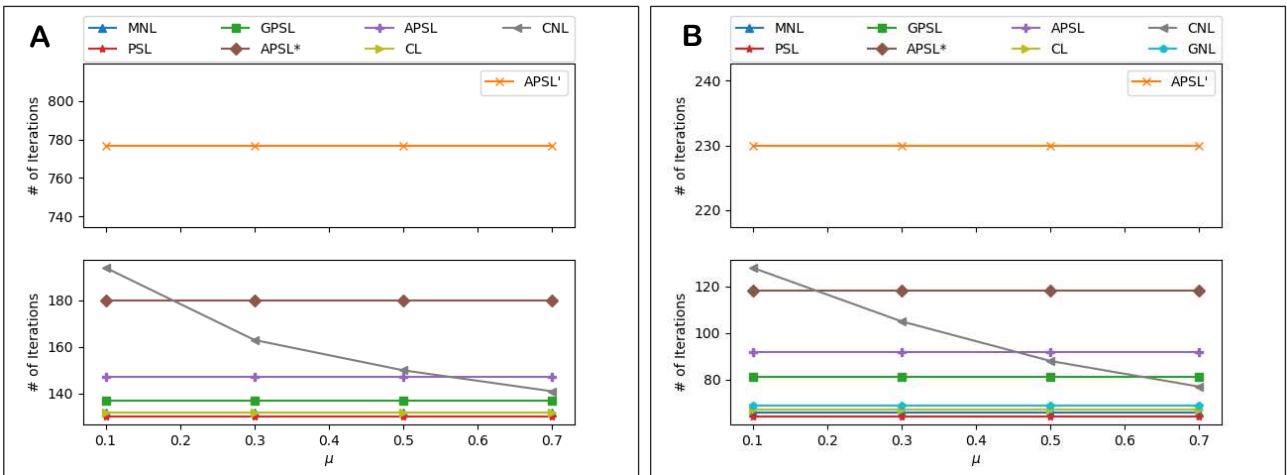 A
MNL GPSL APSL CNL
PSL APSL* CL
APSL'
# of Iterations
800
780
760
740
# of Iterations
180
160
140
0.1 0.2 0.3 0.4 0.5 0.6 0.7
μ
B
MNL GPSL APSL CNL
PSL APSL* CL GNL
APSL'
# of Iterations
240
230
220
# of Iterations
120
100
80
0.1 0.2 0.3 0.4 0.5 0.6 0.7
μ